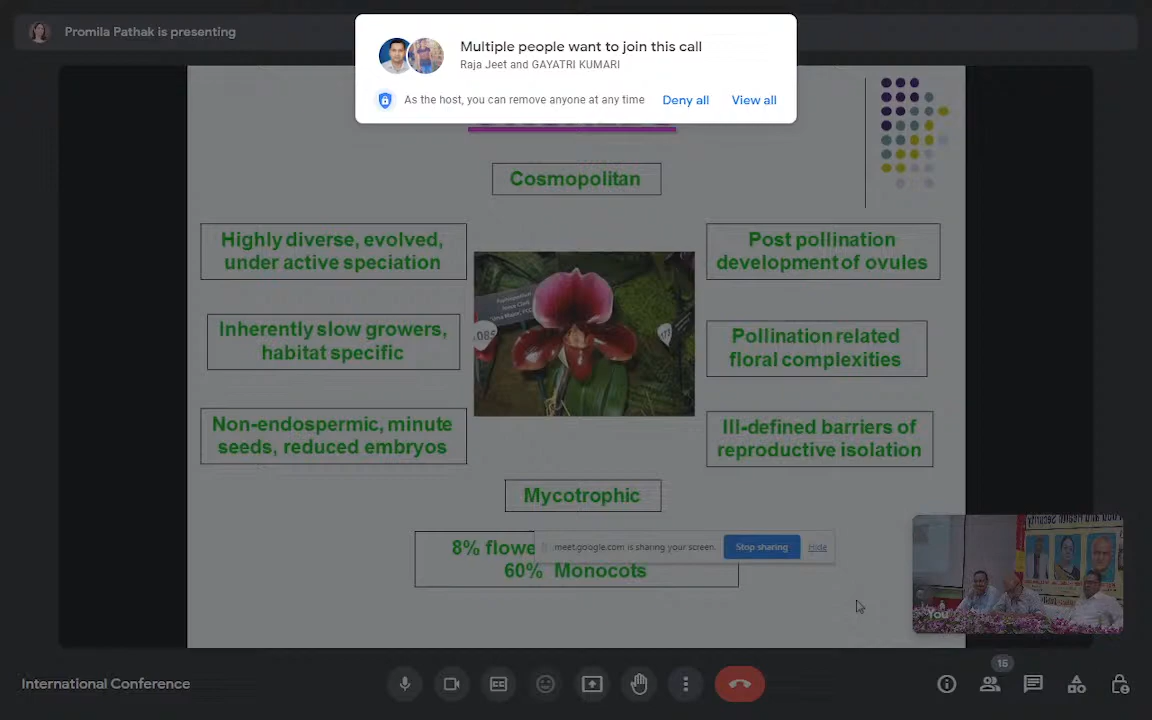 Promila Pathak is presenting
Multiple people want to join this call
Raja Jeet and GAYATRI KUMARI
As the host, you can remove anyone at any time
Deny all
View all
Cosmopolitan
Highly diverse, evolved,
under active speciation
Post pollination
development of ovules
Inherently slow growers,
habitat specific
Pollination related
floral complexities
085
Non-endospermic, minute
seeds, reduced embryos
Ill-defined barriers of
reproductive isolation
Mycotrophic
8% flowe
60% Monocots
meet.google.com is sharing your screen.
Stop sharing
Hide
You
International Conference
15